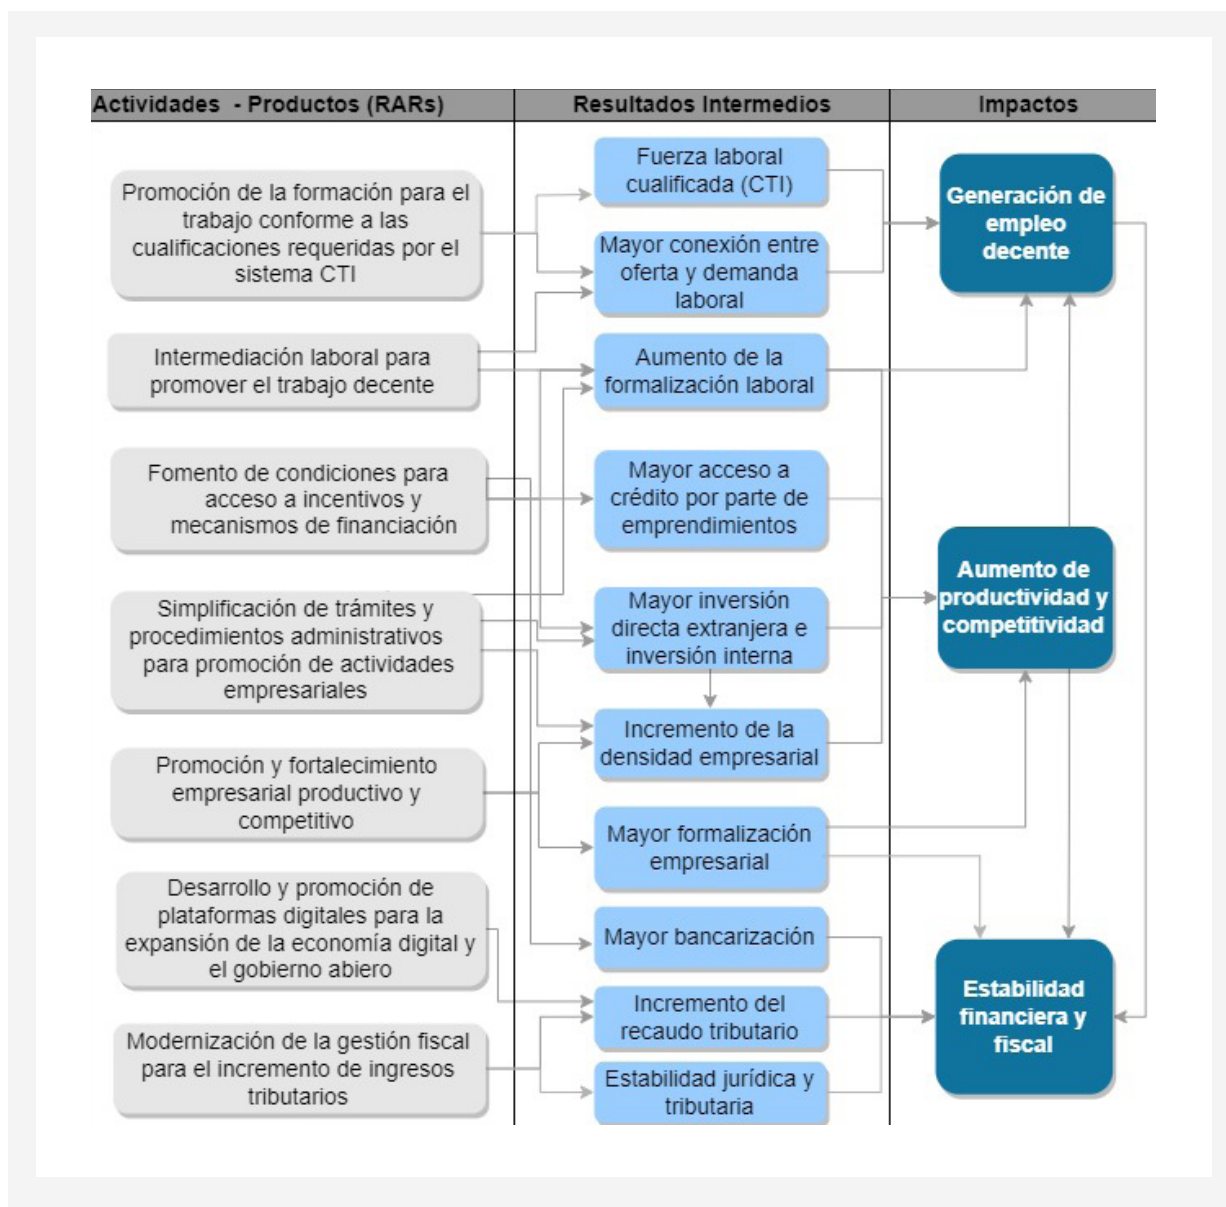 Actividades - Productos (RARs)
Resultados Intermedios
Impactos
Promoción de la formación para el
trabajo conforme a las
cualificaciones requeridas por el
sistema CTI
Intermediación laboral para
promover el trabajo decente
Fomento de condiciones para
acceso a incentivos y
mecanismos de financiación
Simplificación de trámites y
procedimientos administrativos
para promoción de actividades
empresariales
Promoción y fortalecimiento
empresarial productivo y
competitivo
Desarrollo y promoción de
plataformas digitales para la
expansión de la economía digital y
el gobierno abiero
Modernización de la gestión fiscal
para el incremento de ingresos
tributarios
Fuerza laboral
cualificada (CTI)
Mayor conexión entre
oferta y demanda
laboral
Aumento de la
formalización laboral
Mayor acceso a
crédito por parte de
emprendimientos
Mayor inversión
directa extranjera e
inversión interna
Incremento de la
densidad empresarial
Mayor formalización
empresarial
Mayor bancarización
Incremento del
recaudo tributario
Estabilidad jurídica y
tributaria
Generación de
empleo
decente
Aumento de
productividad y
competitividad
Estabilidad
financiera y
fiscal